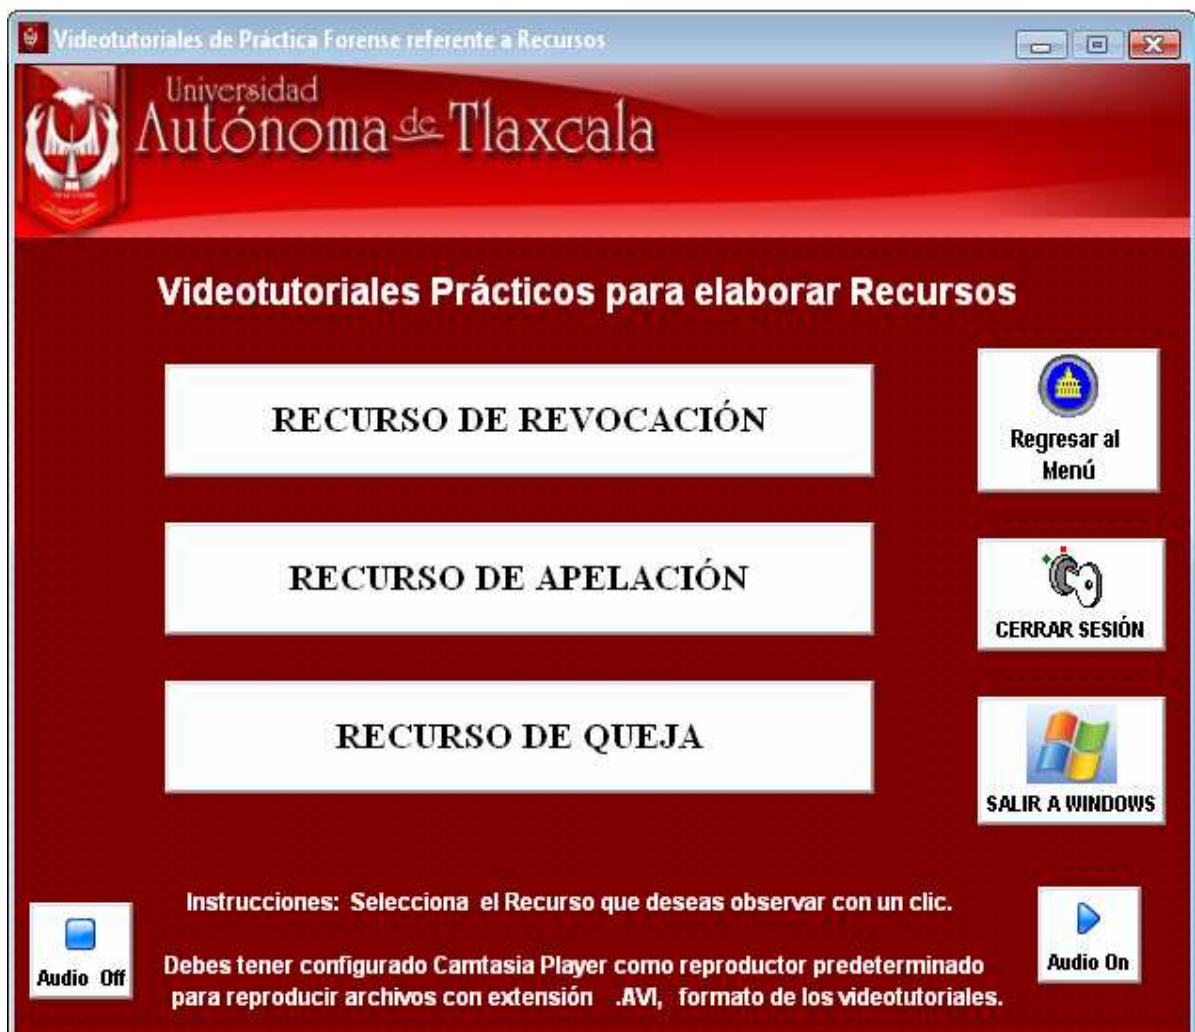 Videotutoriales de Práctica Forense referente a Recursos
Universidad
Autónoma de Tlaxcala
Videotutoriales Prácticos para elaborar Recursos
RECURSO DE REVOCACIÓN
Regresar al
Menú
RECURSO DE APELACIÓN
CERRAR SESIÓN
RECURSO DE QUEJA
SALIR A WINDOWS
Instrucciones: Selecciona el Recurso que deseas observar con un clic.
Audio Off
Audio On
Debes tener configurado Camtasia Player como reproductor predeterminado
para reproducir archivos con extensión .AVI, formato de los videotutoriales.